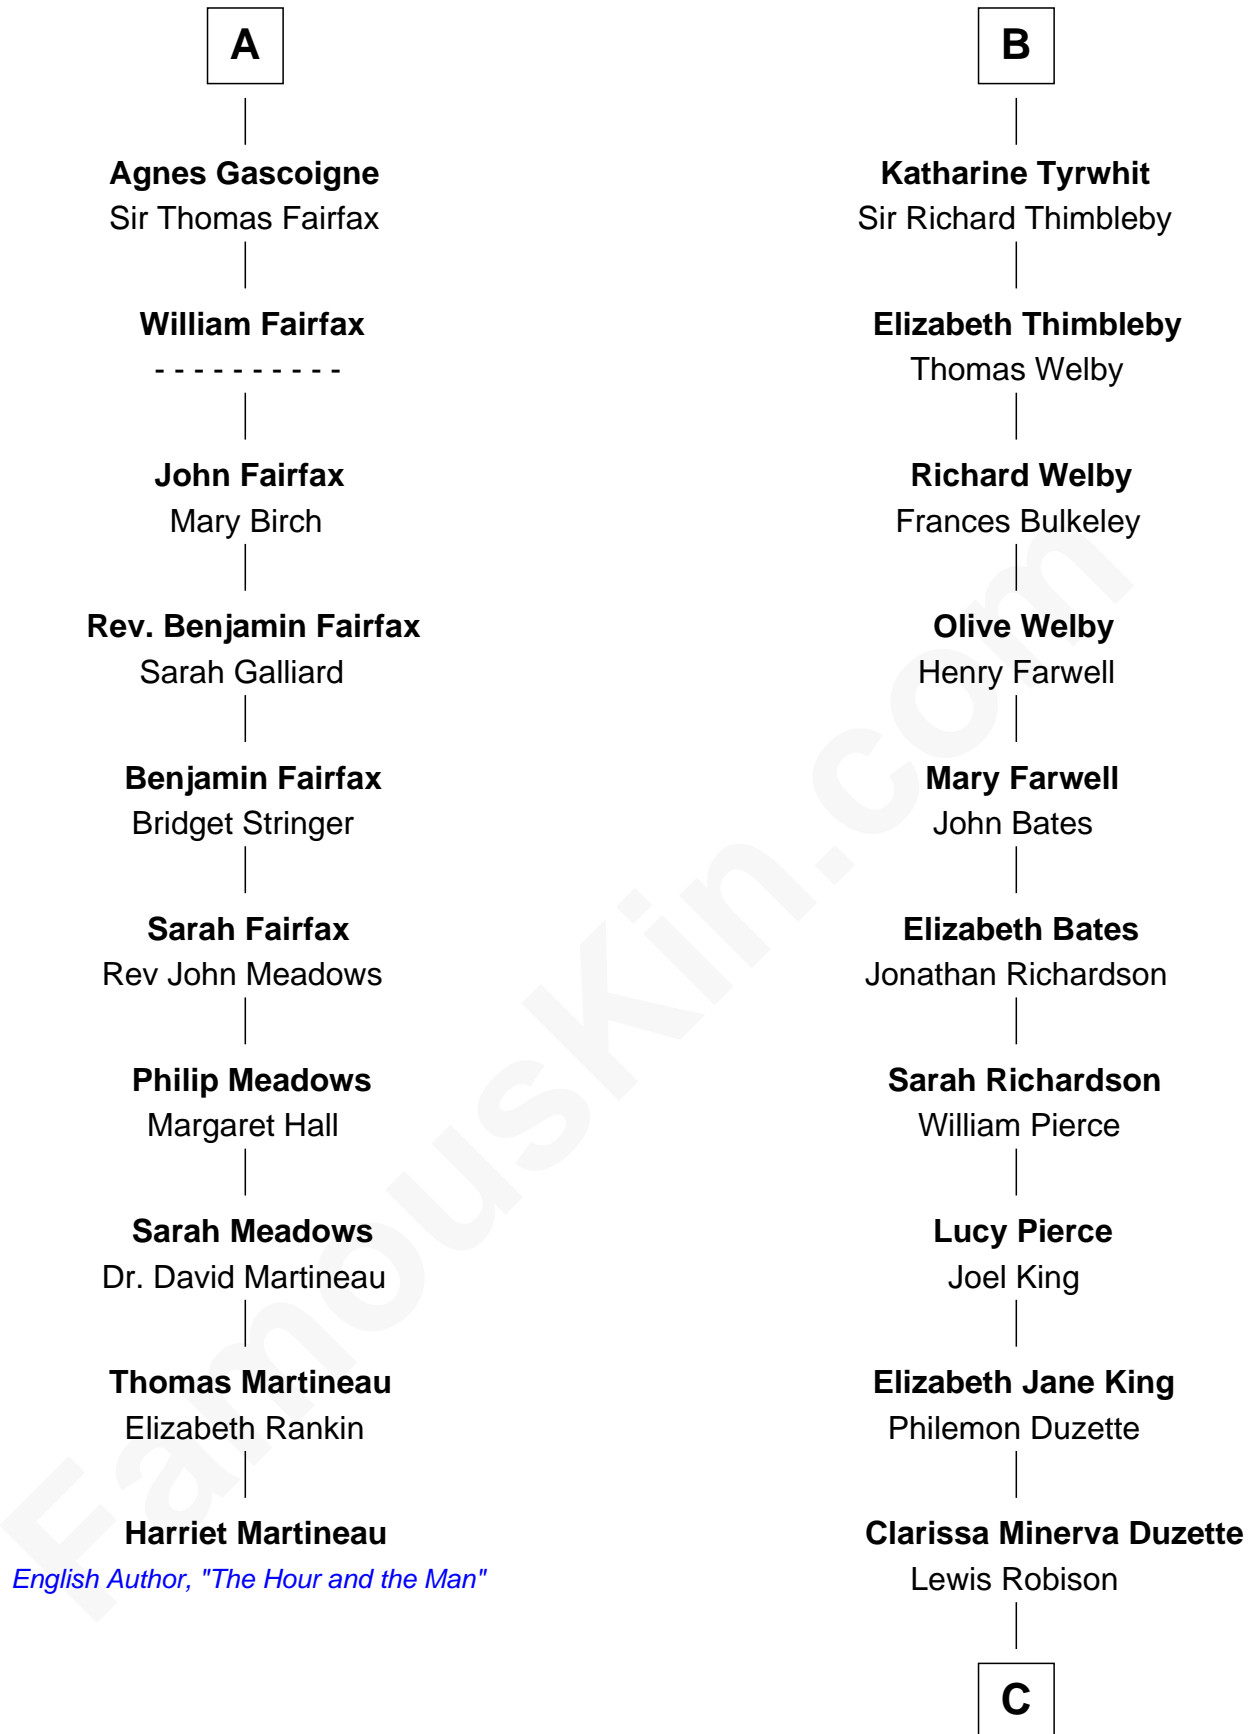 A
Agnes Gascoigne
Sir Thomas Fairfax
William Fairfax
- - - - - - - - - -
John Fairfax
Mary Birch
Rev. Benjamin Fairfax
Sarah Galliard
Benjamin Fairfax
Bridget Stringer
Sarah Fairfax
Rev John Meadows
Philip Meadows
Margaret Hall
Sarah Meadows
Dr. David Martineau
Thomas Martineau
Elizabeth Rankin
Harriet Martineau
English Author, "The Hour and the Man"
B
Katharine Tyrwhit
Sir Richard Thimbleby
Elizabeth Thimbleby
Thomas Welby
Richard Welby
Frances Bulkeley
Olive Welby
Henry Farwell
Mary Farwell
John Bates
Elizabeth Bates
Jonathan Richardson
Sarah Richardson
William Pierce
Lucy Pierce
Joel King
Elizabeth Jane King
Philemon Duzette
Clarissa Minerva Duzette
Lewis Robison
C
FamousKin.com